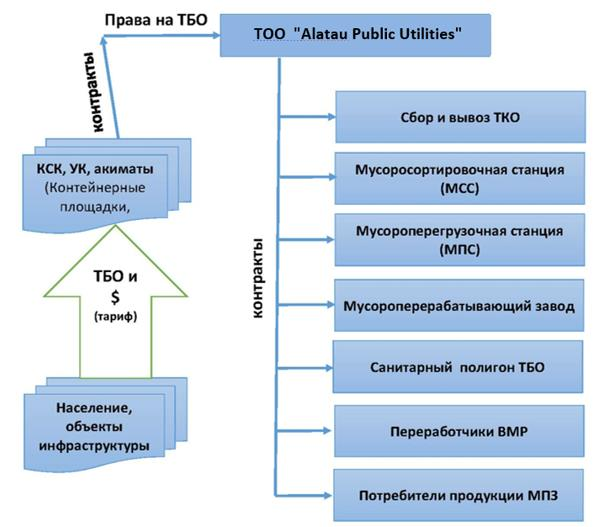 Права на ТБО
ТОО "Alatau Public Utilities"
контракты
КСК, УК, акиматы
(Контейнерные
площадки,
ТБО и
$
(тариф)
Население,
объекты
инфраструктуры
контракты
Сбор и вывоз ТКО
Мусоросортировочная станция
(МСС)
Мусороперегрузочная станция
(МПС)
Мусороперерабатывающий завод
Санитарный полигон ТБО
Переработчики ВМР
Потребители продукции МПЗ